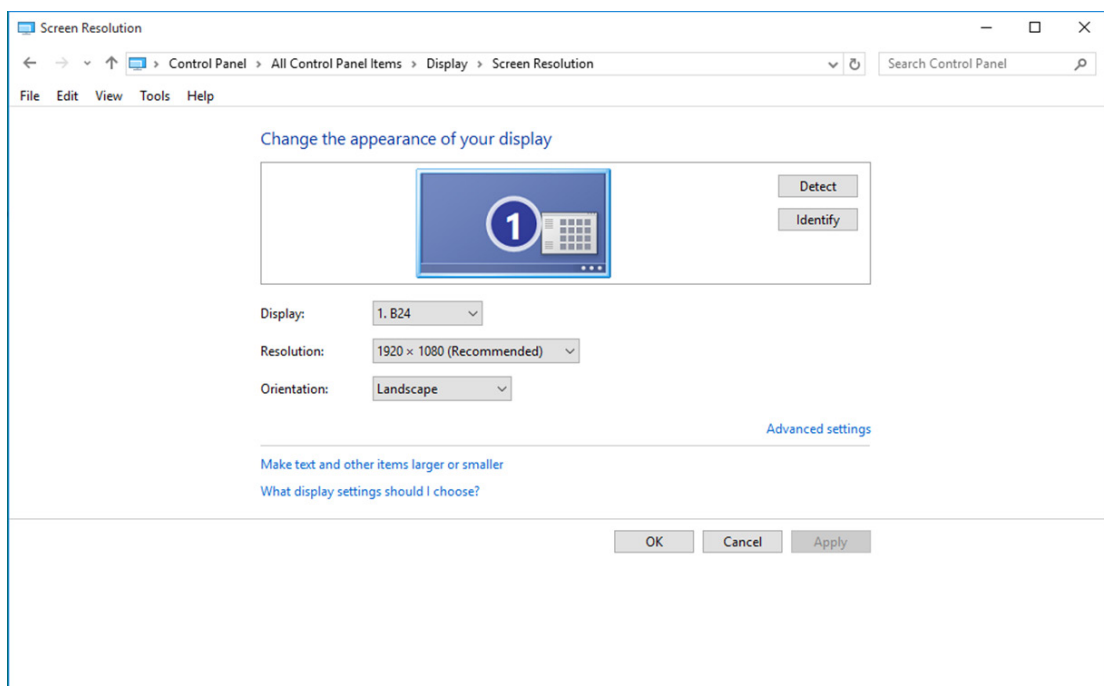 Screen Resolution
Control Panel > All Control Panel Items > Display > Screen Resolution
Search Control Panel
File Edit View Tools Help
Change the appearance of your display
1
Detect
Identify
Display: 1. B24
Resolution: 1920 × 1080 (Recommended)
Orientation: Landscape
Advanced settings
Make text and other items larger or smaller
What display settings should I choose?
OK Cancel Apply